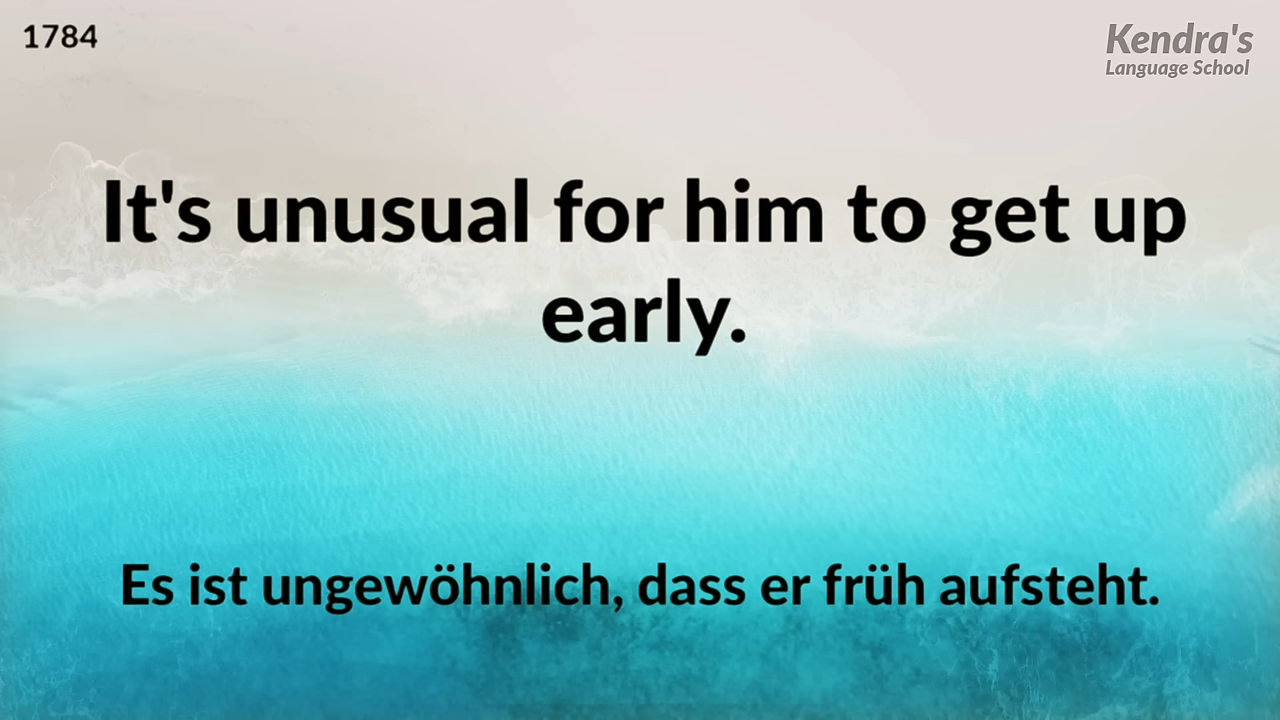 1784
Kendra's
Language School
It's unusual for him to get up
early.
Es ist ungewöhnlich, dass er früh aufsteht.